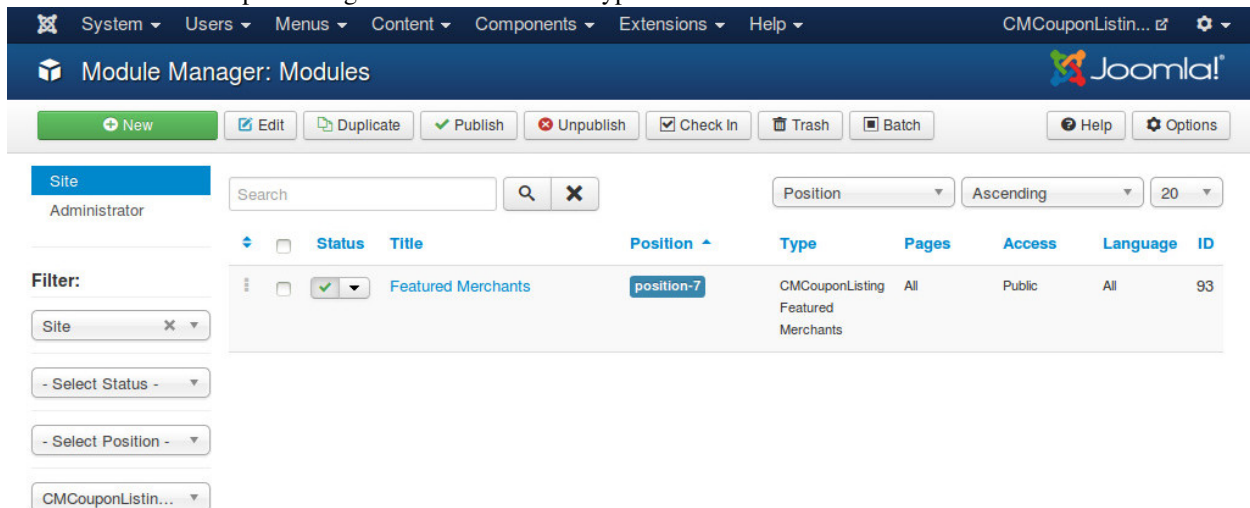 System Users Menus Content Components Extensions Help CMCouponListin...
Module Manager: Modules Joomla!
New Edit Duplicate Publish Unpublish Check In Trash Batch Help Options
Site
Administrator
Search Position Ascending 20
Status Title Position Type Pages Access Language ID
Filter:
Featured Merchants position-7 CMCouponListing All Public All 93
Featured
Merchants
Site
- Select Status -
- Select Position -
CMCouponListin...